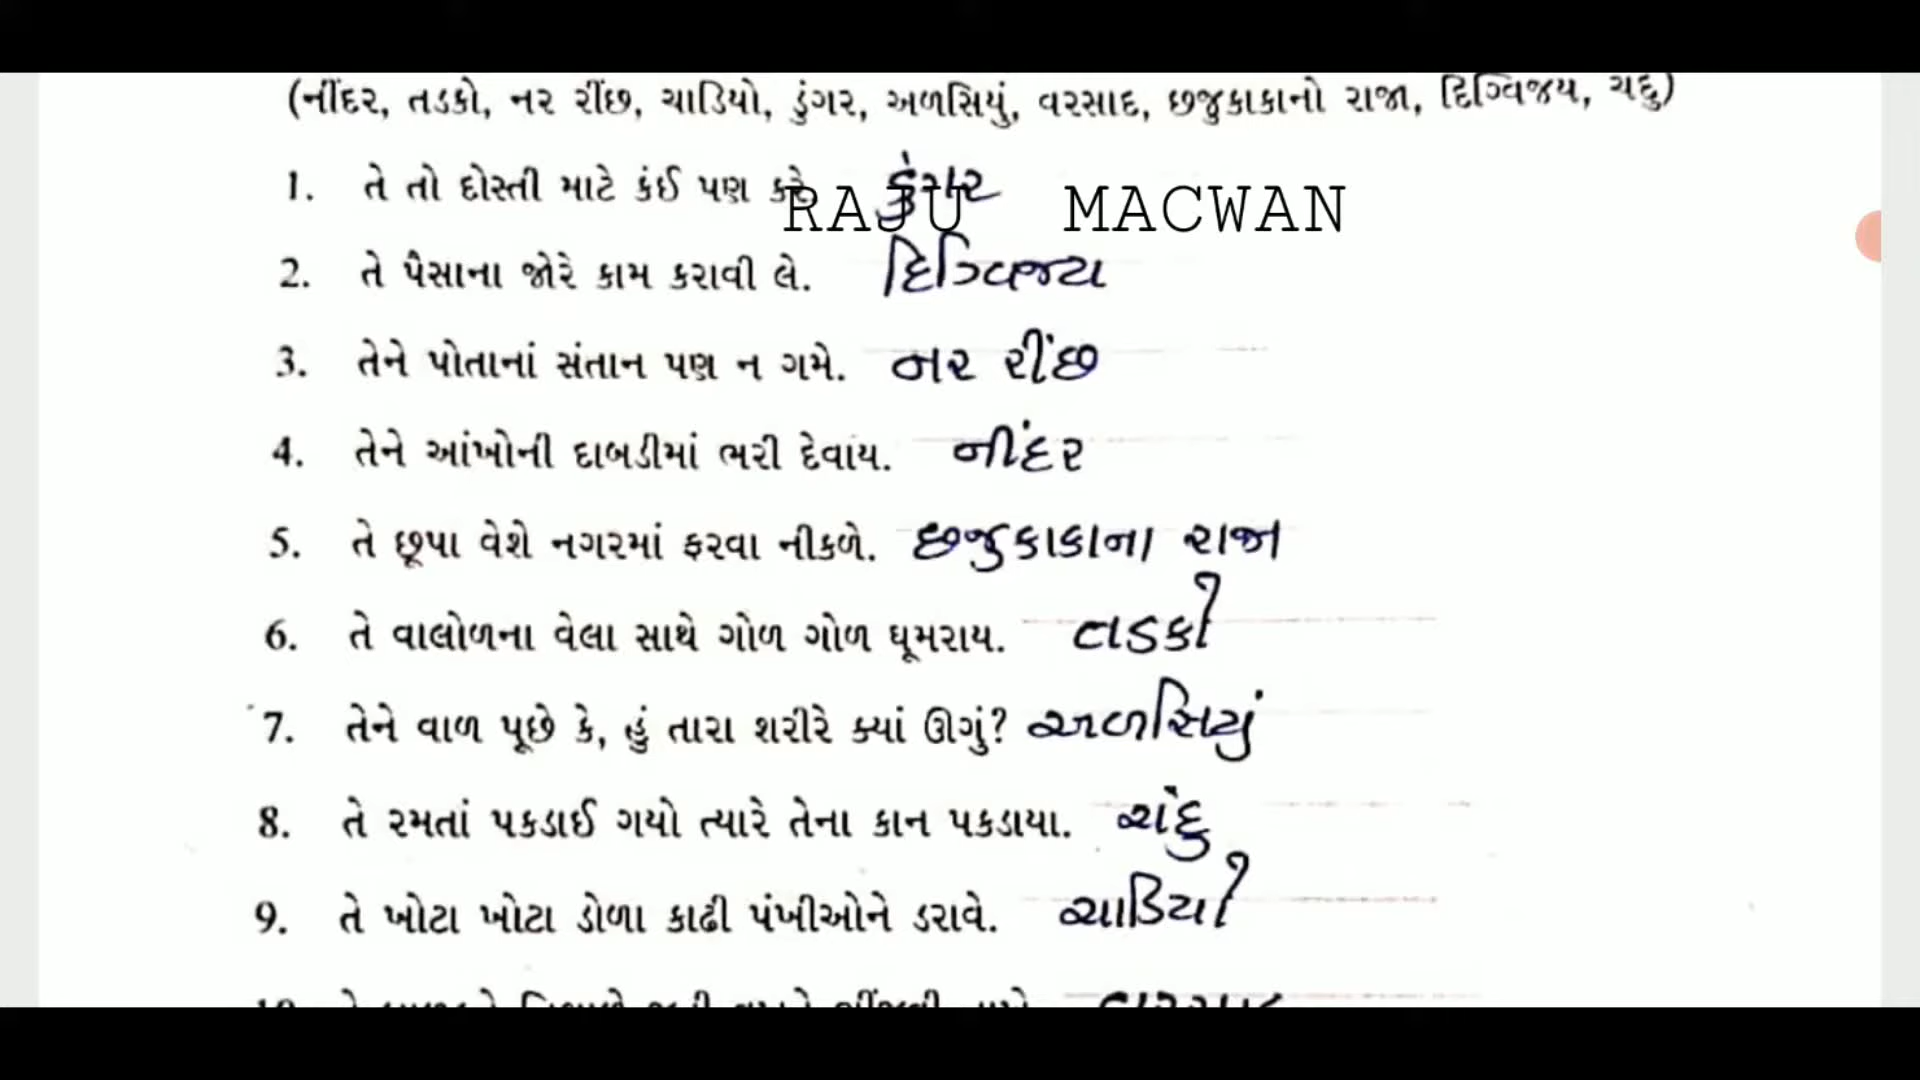 (નીંદર, તડકો, નર રીંછ, ચાડિયો, ડુંગર, અળસિયું, વરસાદ, છજુકાકાનો રાજા, દિગ્વિજય, ચદ્દુ)
1. તે તો દોસ્તી માટે કંઈ પણ કરે. ડુંગર
RAJU MACWAN
2. તે પૈસાના જોરે કામ કરાવી લે. દિગ્વિજય
3. તેને પોતાનાં સંતાન પણ ન ગમે. નર રીંછ
4. તેને આંખોની દાબડીમાં ભરી દેવાય. નીંદર
5. તે છૂપા વેશે નગરમાં ફરવા નીકળે. છજુકાકાના રાજા
6. તે વાલોળના વેલા સાથે ગોળ ગોળ ઘૂમરાય. તડકો
7. તેને વાળ પૂછે કે, હું તારા શરીરે ક્યાં ઊગું? અળસિયું
8. તે રમતાં પકડાઈ ગયો ત્યારે તેના કાન પકડાયા. ચંદુ
9. તે ખોટા ખોટા ડોળા કાઢી પંખીઓને ડરાવે. ચાડિયો